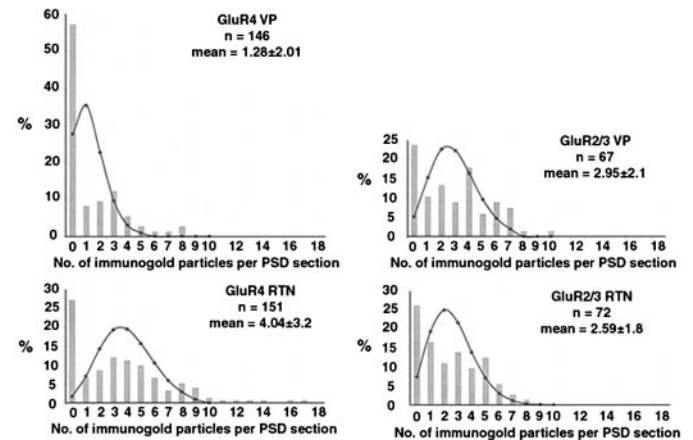 GluR4 VP
n = 146
mean = 1.28±2.01
60
50
40
30
%
20
10
0
0 1 2 3 4 5 6 7 8 9 10 12 14 16 18
No. of immunogold particles per PSD section
GluR2/3 VP
n = 67
mean = 2.95±2.1
25
20
15
%
10
5
0
0 1 2 3 4 5 6 7 8 9 10 12 14 16 18
No. of immunogold particles per PSD section
GluR4 RTN
n = 151
mean = 4.04±3.2
30
25
20
%
15
10
5
0
0 1 2 3 4 5 6 7 8 9 10 12 14 16 18
No. of immunogold particles per PSD section
GluR2/3 RTN
n = 72
mean = 2.59±1.8
30
25
20
%
15
10
5
0
0 1 2 3 4 5 6 7 8 9 10 12 14 16 18
No. of immunogold particles per PSD section